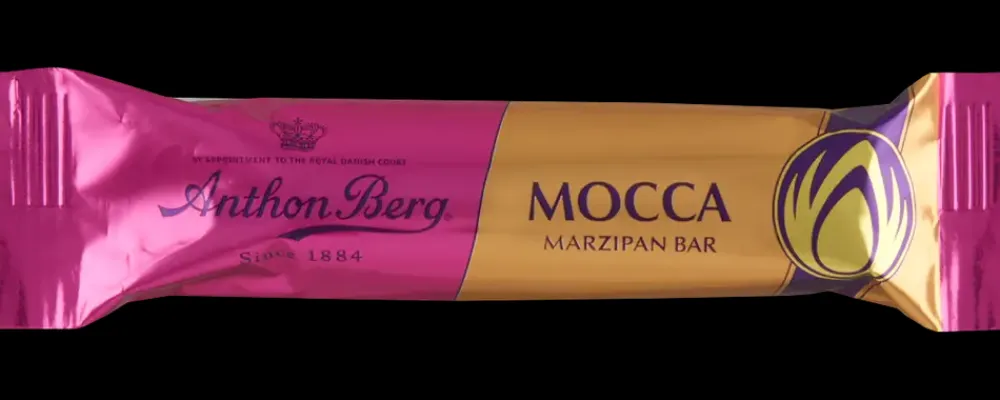 BY APPOINTMENT TO THE ROYAL DANISH COURT
Anthon Berg®
Since 1884
MOCCA
MARZIPAN BAR